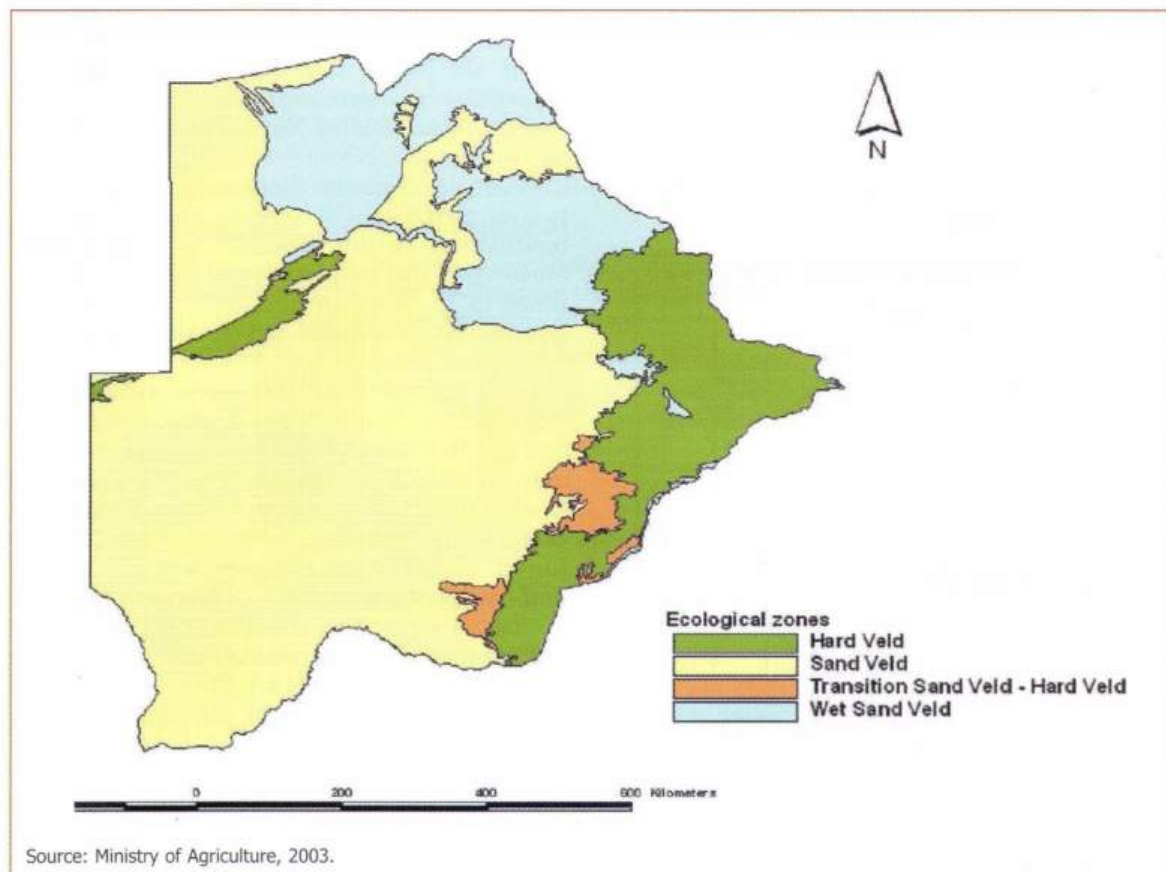 N
Ecological zones
Hard Veld
Sand Veld
Transition Sand Veld - Hard Veld
Wet Sand Veld
0 200 400 600 Kilometers
Source: Ministry of Agriculture, 2003.